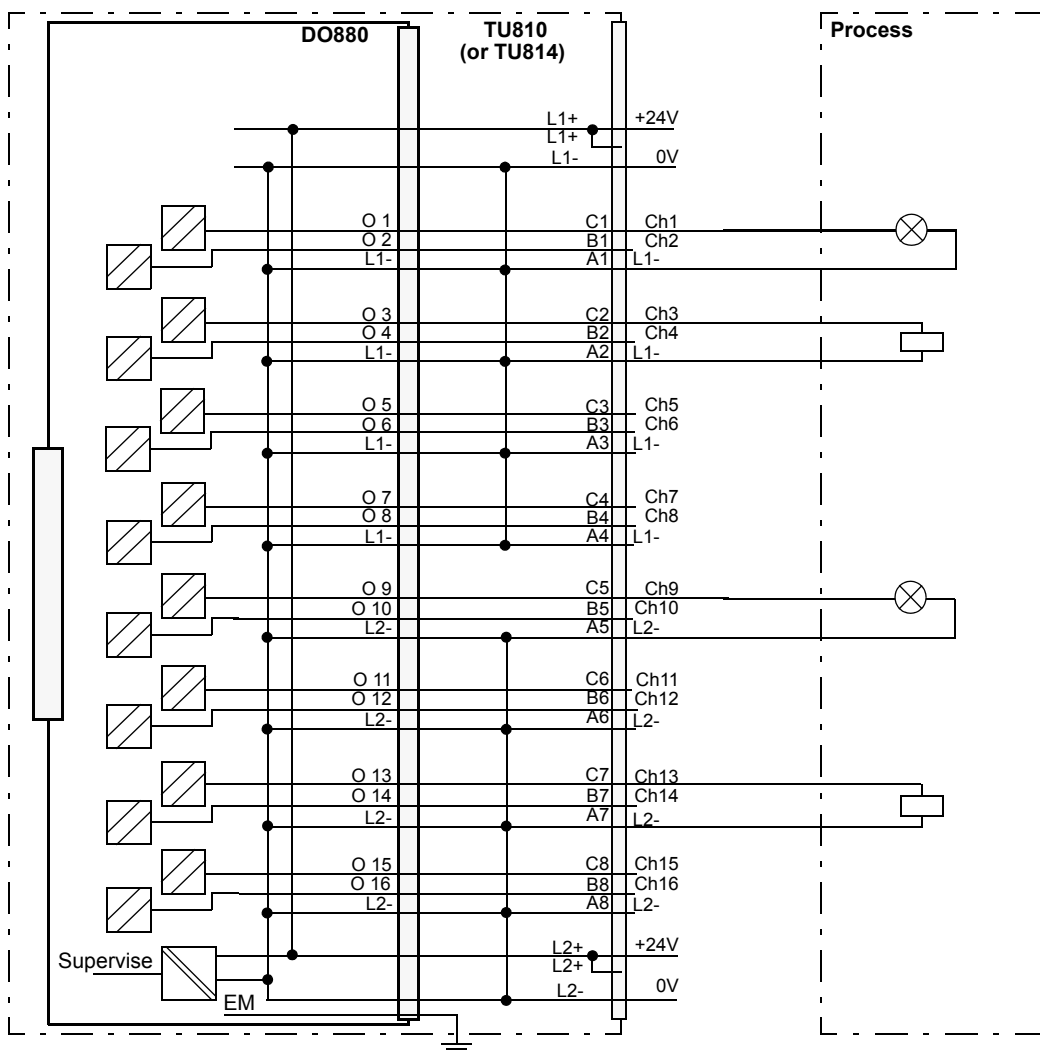 DO880
TU810
(or TU814)
Process
L1+ +24V
L1+
L1- 0V
O 1 C1 Ch1
O 2 B1 Ch2
L1- A1 L1-
O 3 C2 Ch3
O 4 B2 Ch4
L1- A2 L1-
O 5 C3 Ch5
O 6 B3 Ch6
L1- A3 L1-
O 7 C4 Ch7
O 8 B4 Ch8
L1- A4 L1-
O 9 C5 Ch9
O 10 B5 Ch10
L2- A5 L2-
O 11 C6 Ch11
O 12 B6 Ch12
L2- A6 L2-
O 13 C7 Ch13
O 14 B7 Ch14
L2- A7 L2-
O 15 C8 Ch15
O 16 B8 Ch16
L2- A8 L2-
L2+ +24V
Supervise L2+
L2- 0V
EM